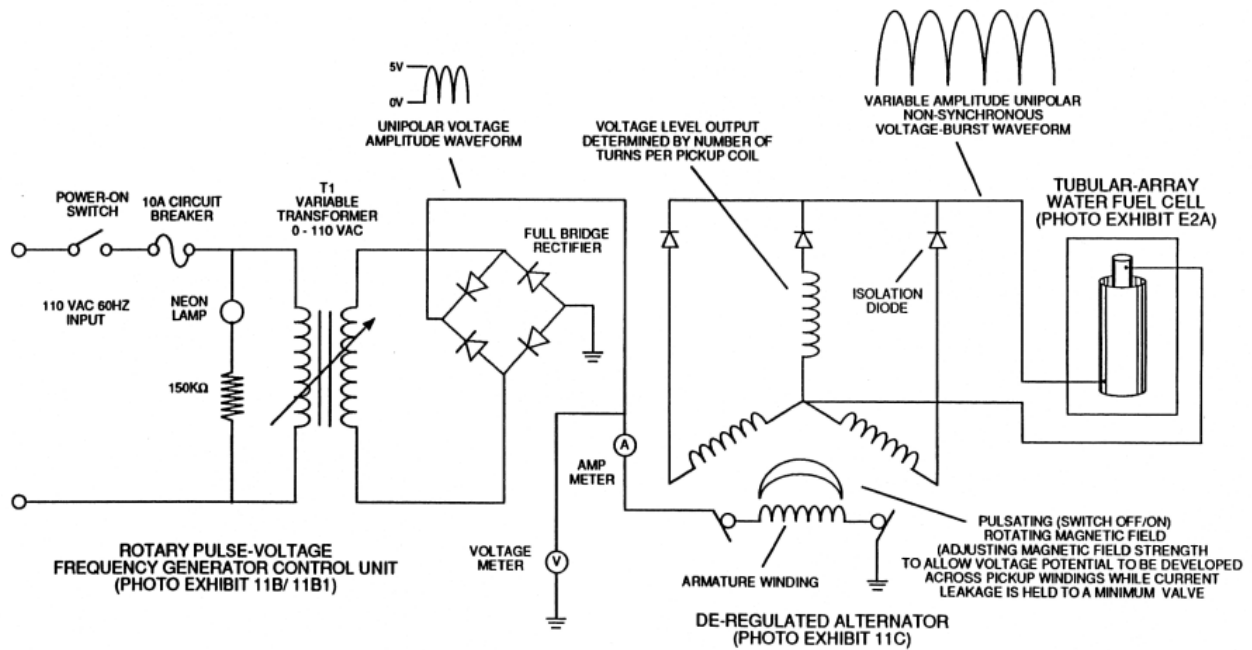 5V
0V
UNIPOLAR VOLTAGE
AMPLITUDE WAVEFORM
VOLTAGE LEVEL OUTPUT
DETERMINED BY NUMBER OF
TURNS PER PICKUP COIL
VARIABLE AMPLITUDE UNIPOLAR
NON-SYNCHRONOUS
VOLTAGE-BURST WAVEFORM
TUBULAR-ARRAY
WATER FUEL CELL
(PHOTO EXHIBIT E2A)
POWER-ON
SWITCH
10A CIRCUIT
BREAKER
T1
VARIABLE
TRANSFORMER
0 - 110 VAC
FULL BRIDGE
RECTIFIER
ISOLATION
DIODE
110 VAC 60HZ
INPUT
NEON
LAMP
150KΩ
A
AMP
METER
VOLTAGE
METER
V
ARMATURE WINDING
PULSATING (SWITCH OFF/ON)
ROTATING MAGNETIC FIELD
(ADJUSTING MAGNETIC FIELD STRENGTH
TO ALLOW VOLTAGE POTENTIAL TO BE DEVELOPED
ACROSS PICKUP WINDINGS WHILE CURRENT
LEAKAGE IS HELD TO A MINIMUM VALVE
ROTARY PULSE-VOLTAGE
FREQUENCY GENERATOR CONTROL UNIT
(PHOTO EXHIBIT 11B/ 11B1)
DE-REGULATED ALTERNATOR
(PHOTO EXHIBIT 11C)